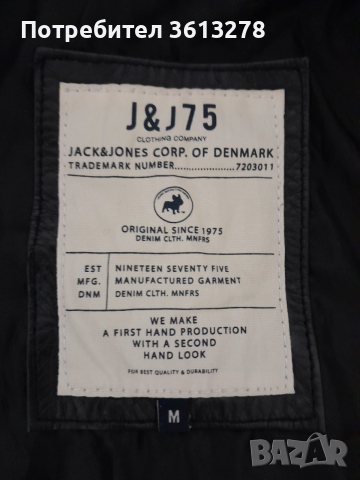 Потребител 3613278
J&J75
CLOTHING COMPANY
JACK&JONES CORP. OF DENMARK
TRADEMARK NUMBER...............7203011
ORIGINAL SINCE 1975
DENIM CLTH. MNFRS
EST NINETEEN SEVENTY FIVE
MFG. MANUFACTURED GARMENT
DNM DENIM CLTH. MNFRS
WE MAKE
A FIRST HAND PRODUCTION
WITH A SECOND
HAND LOOK
FOR BEST QUALITY & DURABILITY
M
BAZAR